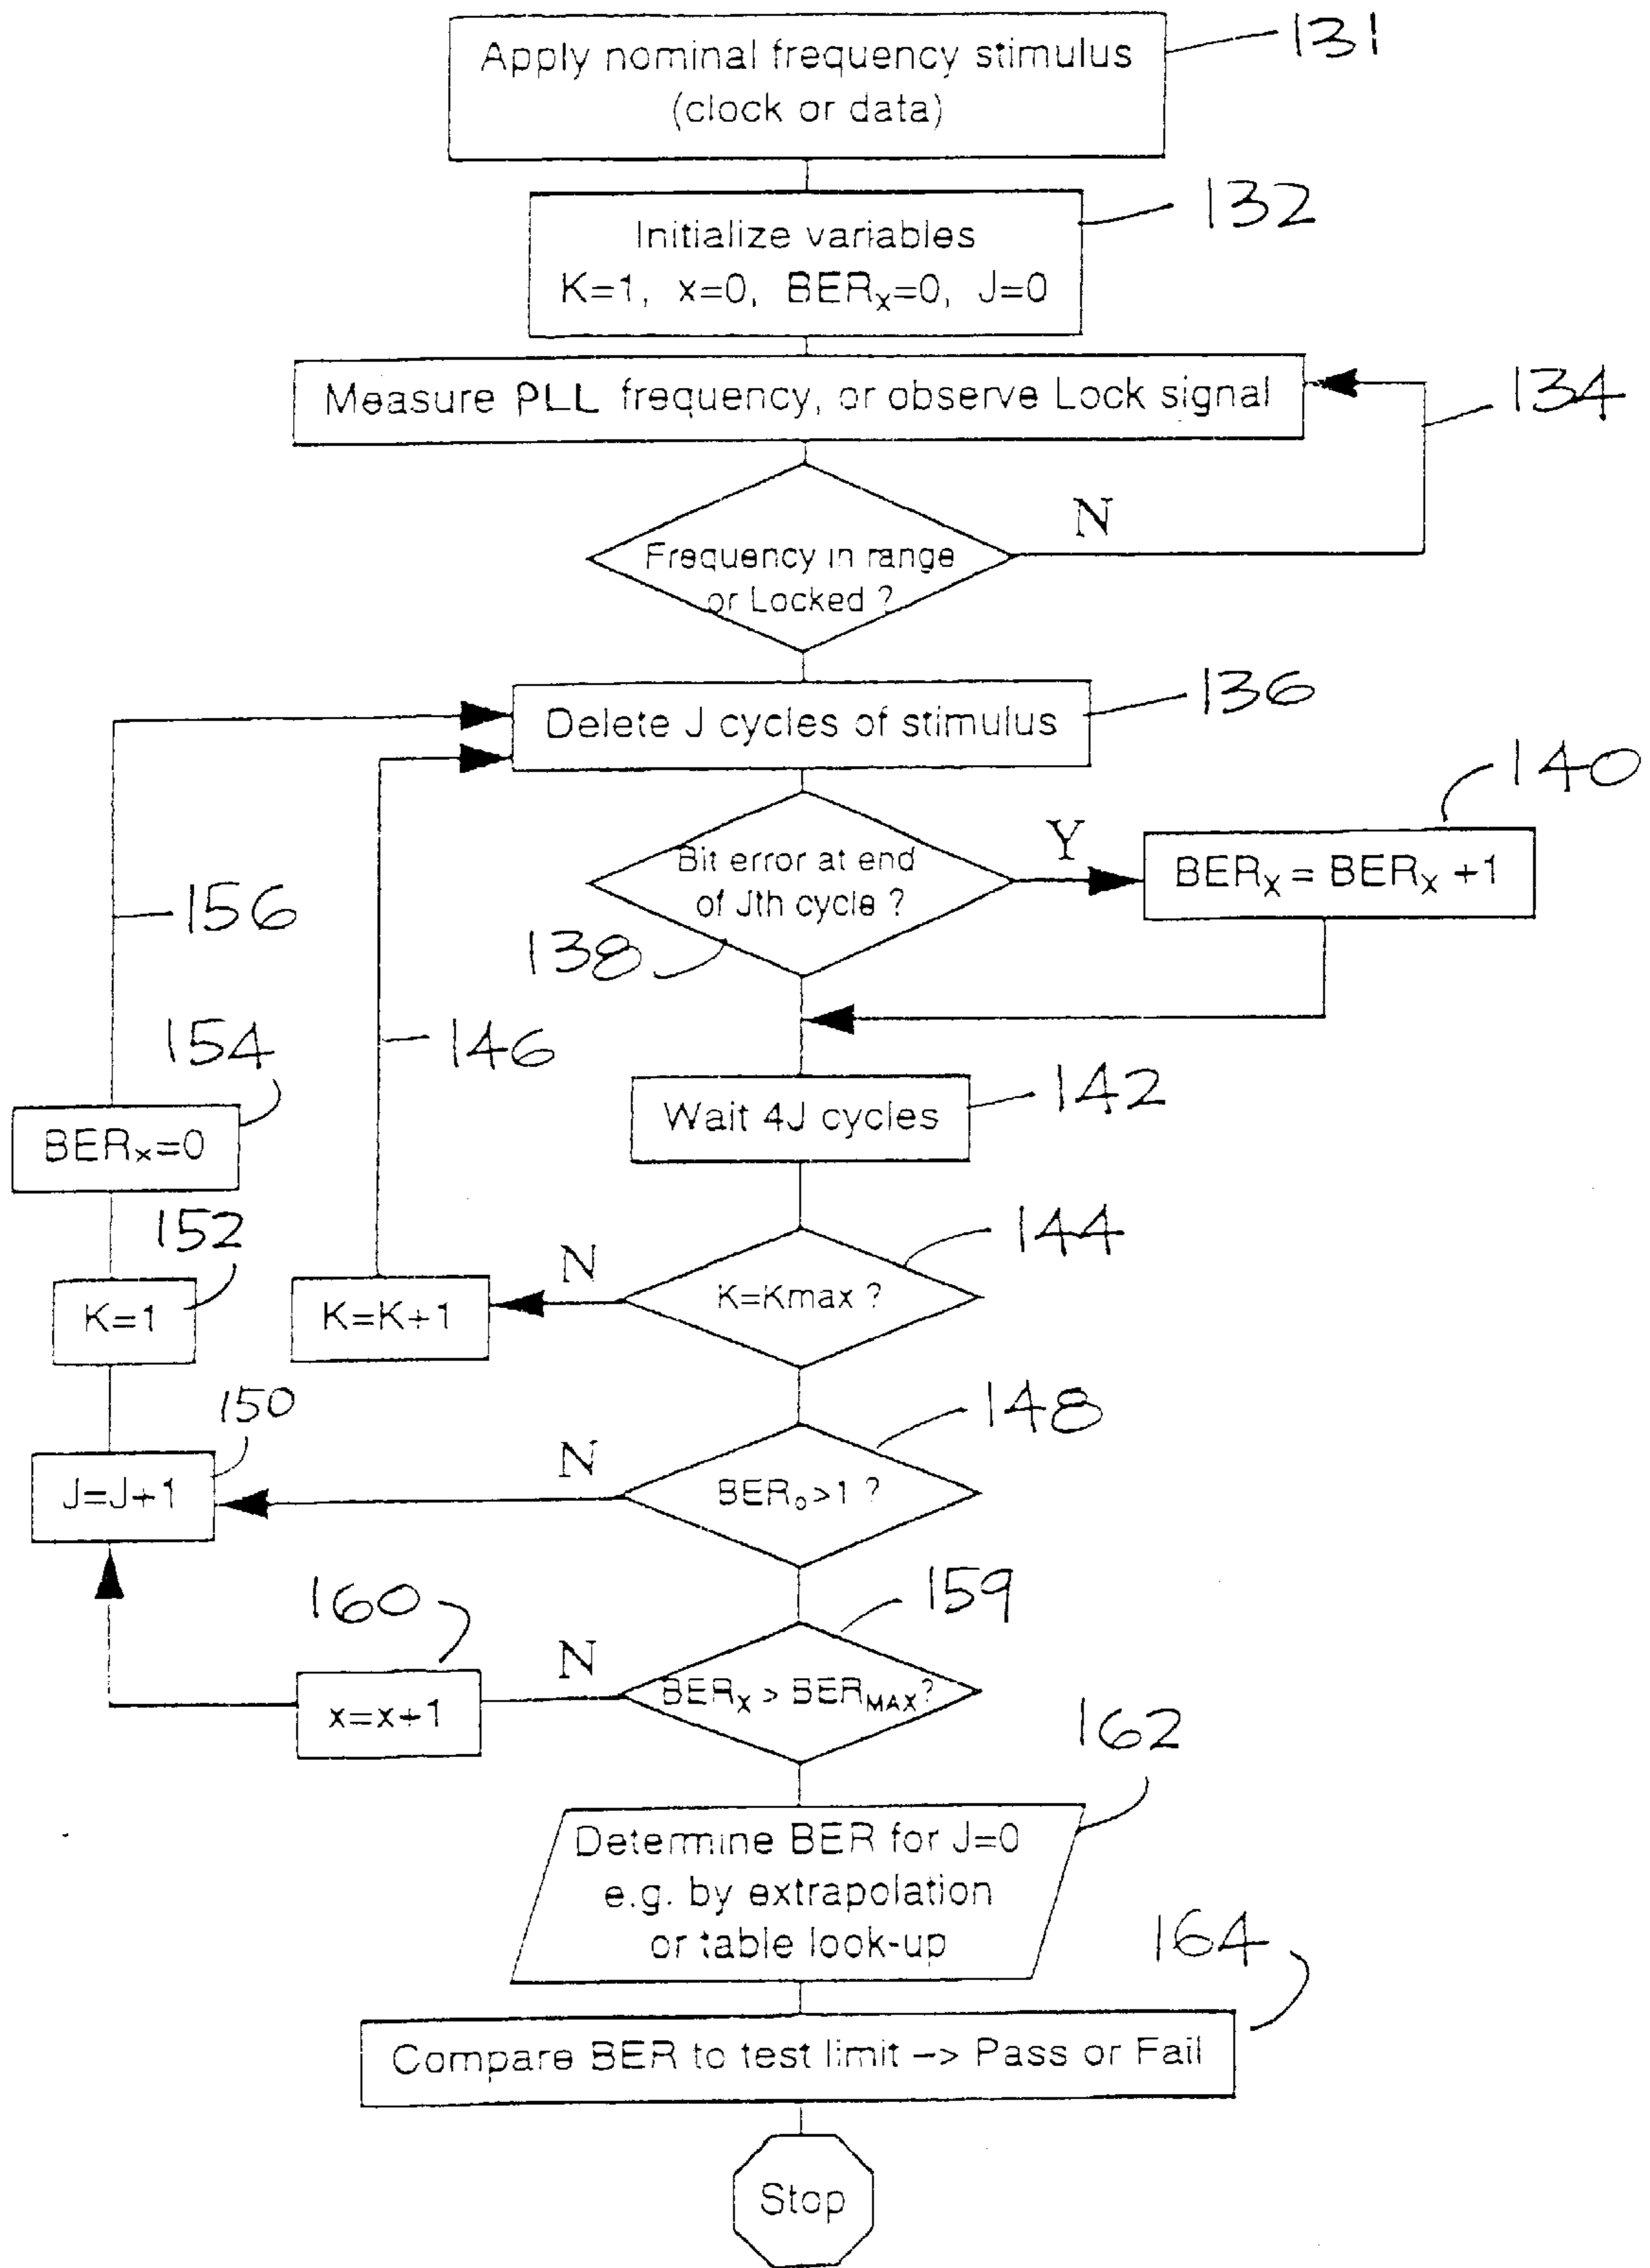 Apply nominal frequency stimulus
(clock or data)
131
Initialize variables
K=1, x=0, BERx=0, J=0
132
Measure PLL frequency, or observe Lock signal
134
Frequency in range
or Locked ?
N
Delete J cycles of stimulus
136
Bit error at end
of Jth cycle ?
138
Y
BERx = BERx +1
140
156
146
154
BERx=0
Wait 4J cycles
142
152
K=1
K=K+1
N
K=Kmax ?
144
150
J=J+1
N
BERo>1 ?
148
160
x=x+1
N
BERx > BERMAX?
159
Determine BER for J=0
e.g. by extrapolation
or table look-up
162
Compare BER to test limit –> Pass or Fail
164
Stop